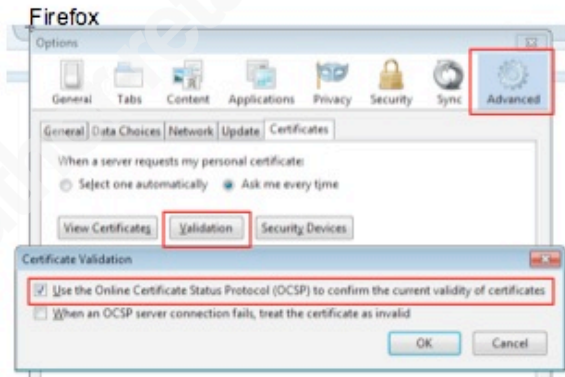 Firefox
Options
General Tabs Content Applications Privacy Security Sync Advanced
General Data Choices Network Update Certificates
When a server requests my personal certificate:
Select one automatically Ask me every time
View Certificates Validation Security Devices
Certificate Validation
Use the Online Certificate Status Protocol (OCSP) to confirm the current validity of certificates
When an OCSP server connection fails, treat the certificate as invalid
OK Cancel